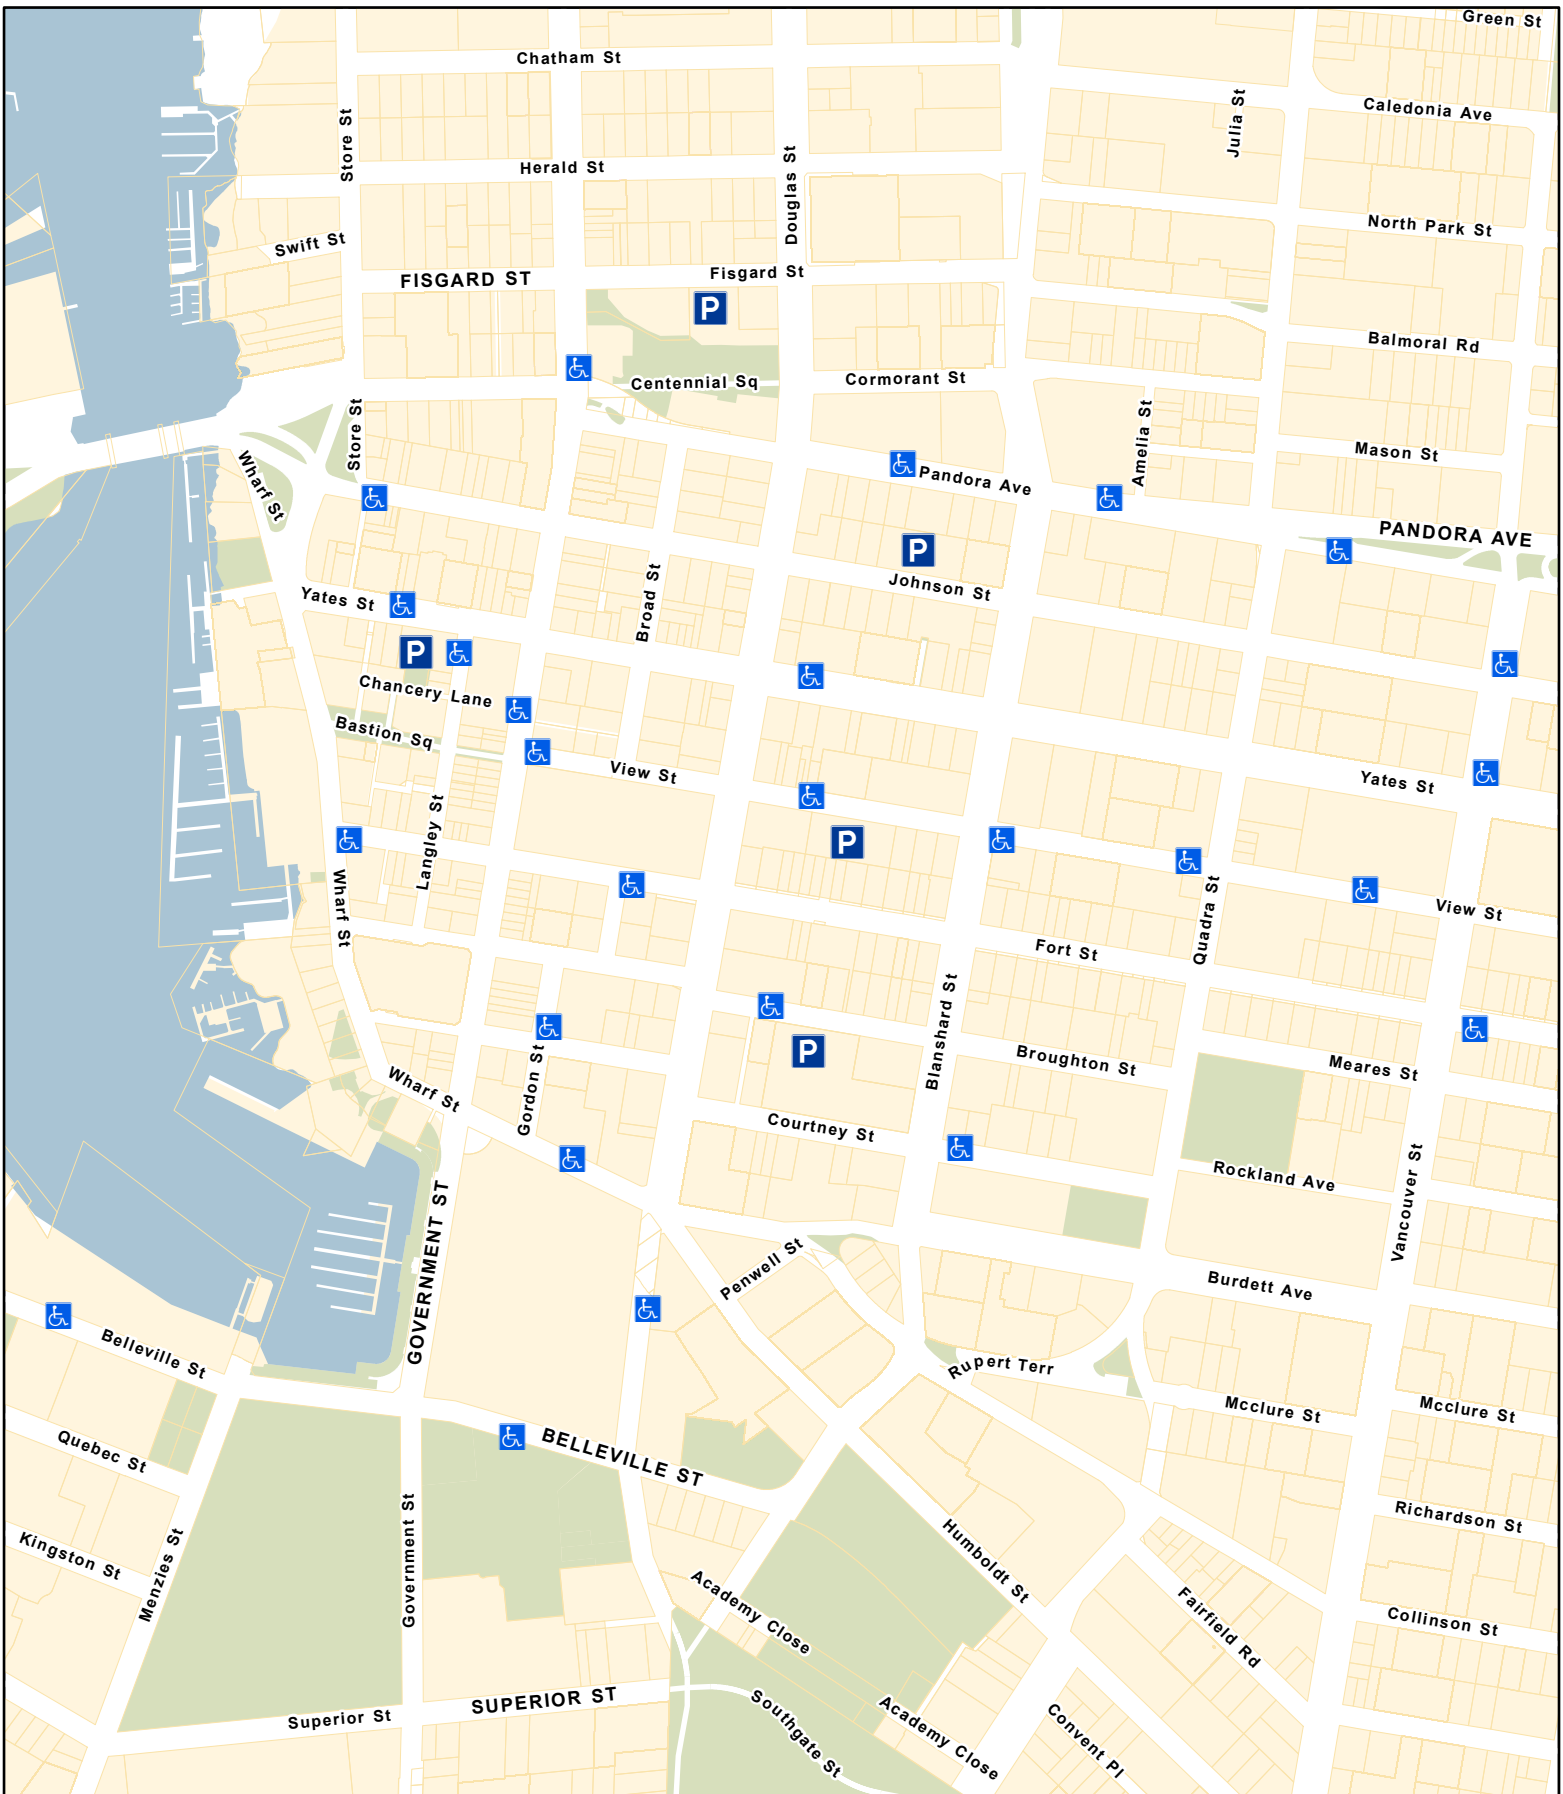 Green St
Chatham St
Caledonia Ave
Julia St
Store St
Herald St
Douglas St
North Park St
Swift St
FISGARD ST
Fisgard St
P
Balmoral Rd
Centennial Sq
Cormorant St
Store St
Amelia St
Mason St
Wharf St
Pandora Ave
PANDORA AVE
P
Johnson St
Yates St
Broad St
P
Chancery Lane
Bastion Sq
View St
Yates St
Langley St
P
Wharf St
Quadra St
View St
Fort St
Blanshard St
P
Broughton St
Meares St
Wharf St
Gordon St
Courtney St
Rockland Ave
Vancouver St
GOVERNMENT ST
Penwell St
Burdett Ave
Belleville St
Rupert Terr
Mcclure St
Mcclure St
Quebec St
BELLEVILLE ST
Government St
Richardson St
Kingston St
Menzies St
Humboldt St
Academy Close
Fairfield Rd
Collinson St
SUPERIOR ST
Superior St
Southgate St
Academy Close
Convent Pl